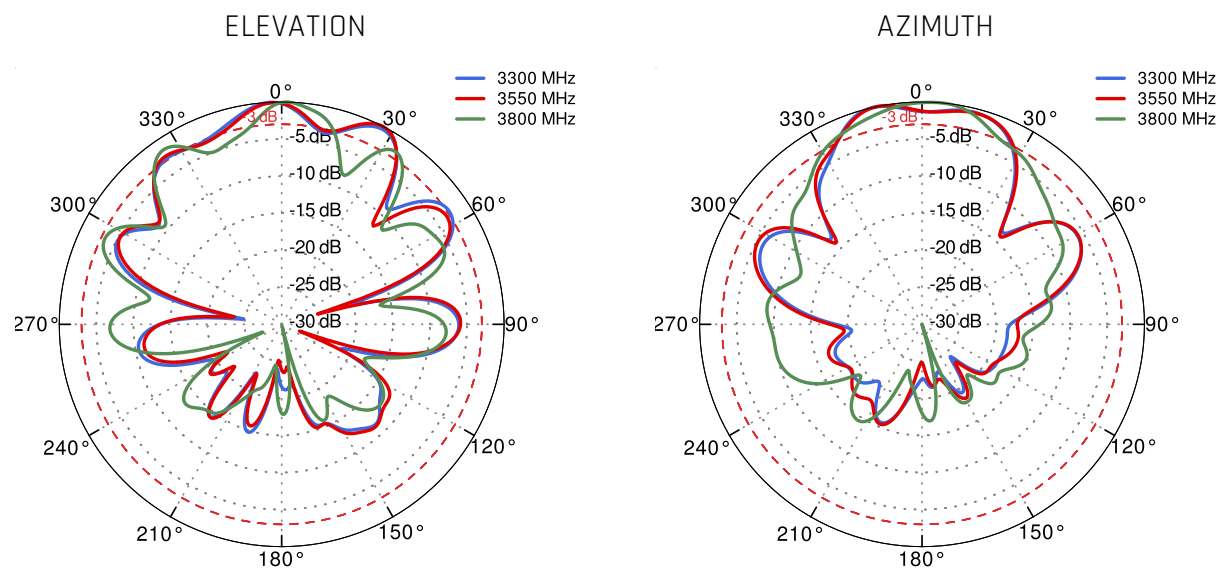 ELEVATION
3300 MHz
3550 MHz
3800 MHz
0°
30°
60°
90°
120°
150°
180°
210°
240°
270°
300°
330°
-3 dB
-5 dB
-10 dB
-15 dB
-20 dB
-25 dB
-30 dB
AZIMUTH
3300 MHz
3550 MHz
3800 MHz
0°
30°
60°
90°
120°
150°
180°
210°
240°
270°
300°
330°
-3 dB
-5 dB
-10 dB
-15 dB
-20 dB
-25 dB
-30 dB